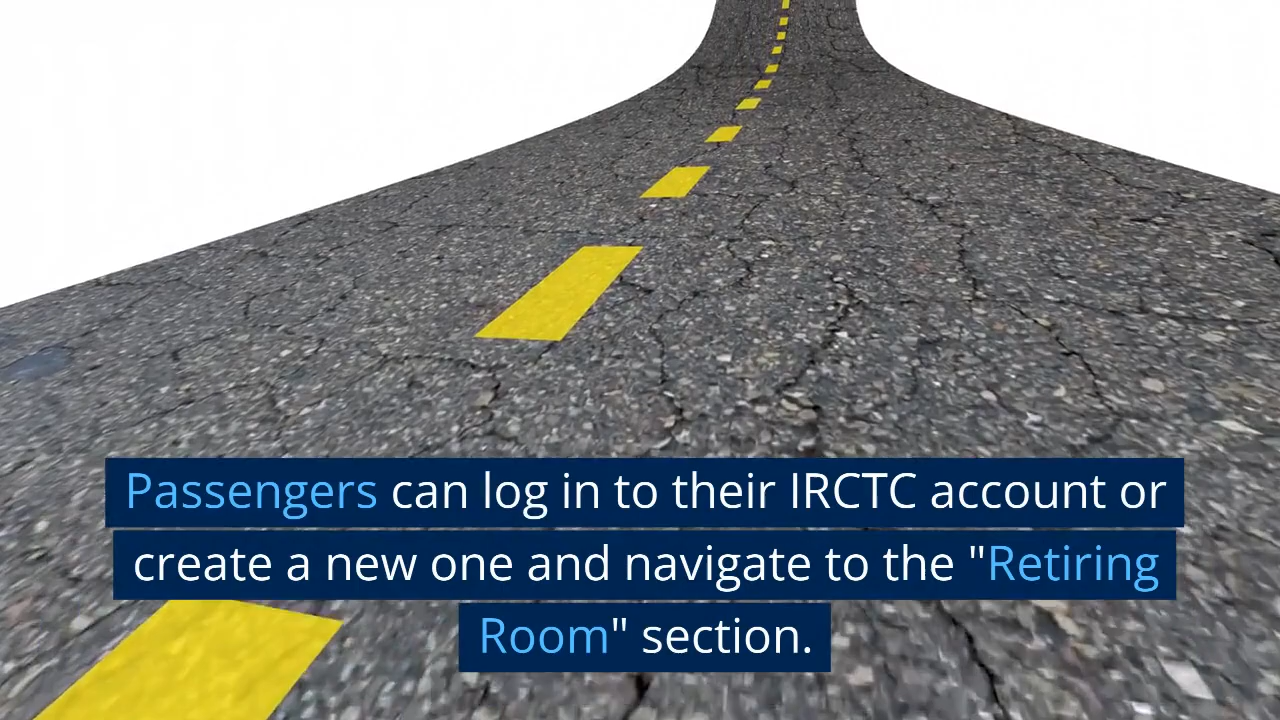 Passengers can log in to their IRCTC account or
create a new one and navigate to the "Retiring
Room" section.